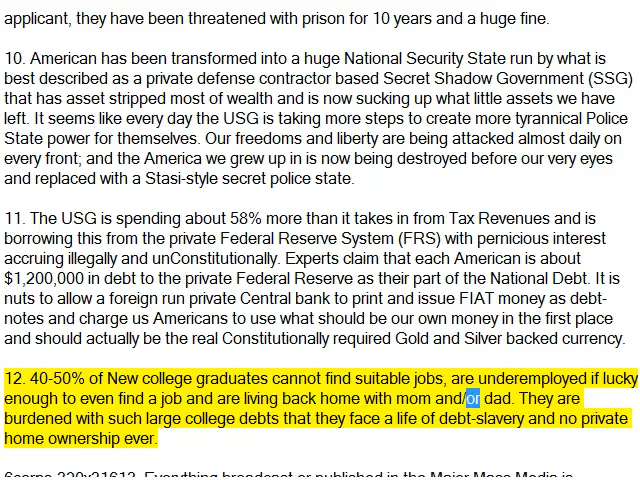 applicant, they have been threatened with prison for 10 years and a huge fine.
10. American has been transformed into a huge National Security State run by what is
best described as a private defense contractor based Secret Shadow Government (SSG)
that has asset stripped most of wealth and is now sucking up what little assets we have
left. It seems like every day the USG is taking more steps to create more tyrannical Police
State power for themselves. Our freedoms and liberty are being attacked almost daily on
every front; and the America we grew up in is now being destroyed before our very eyes
and replaced with a Stasi-style secret police state.
11. The USG is spending about 58% more than it takes in from Tax Revenues and is
borrowing this from the private Federal Reserve System (FRS) with pernicious interest
accruing illegally and unConstitutionally. Experts claim that each American is about
$1,200,000 in debt to the private Federal Reserve as their part of the National Debt. It is
nuts to allow a foreign run private Central bank to print and issue FIAT money as debt-
notes and charge us Americans to use what should be our own money in the first place
and should actually be the real Constitutionally required Gold and Silver backed currency.
12. 40-50% of New college graduates cannot find suitable jobs, are underemployed if lucky
enough to even find a job and are living back home with mom and/or dad. They are
burdened with such large college debts that they face a life of debt-slavery and no private
home ownership ever.
Everything broadcast or published in the Major Mass Media is